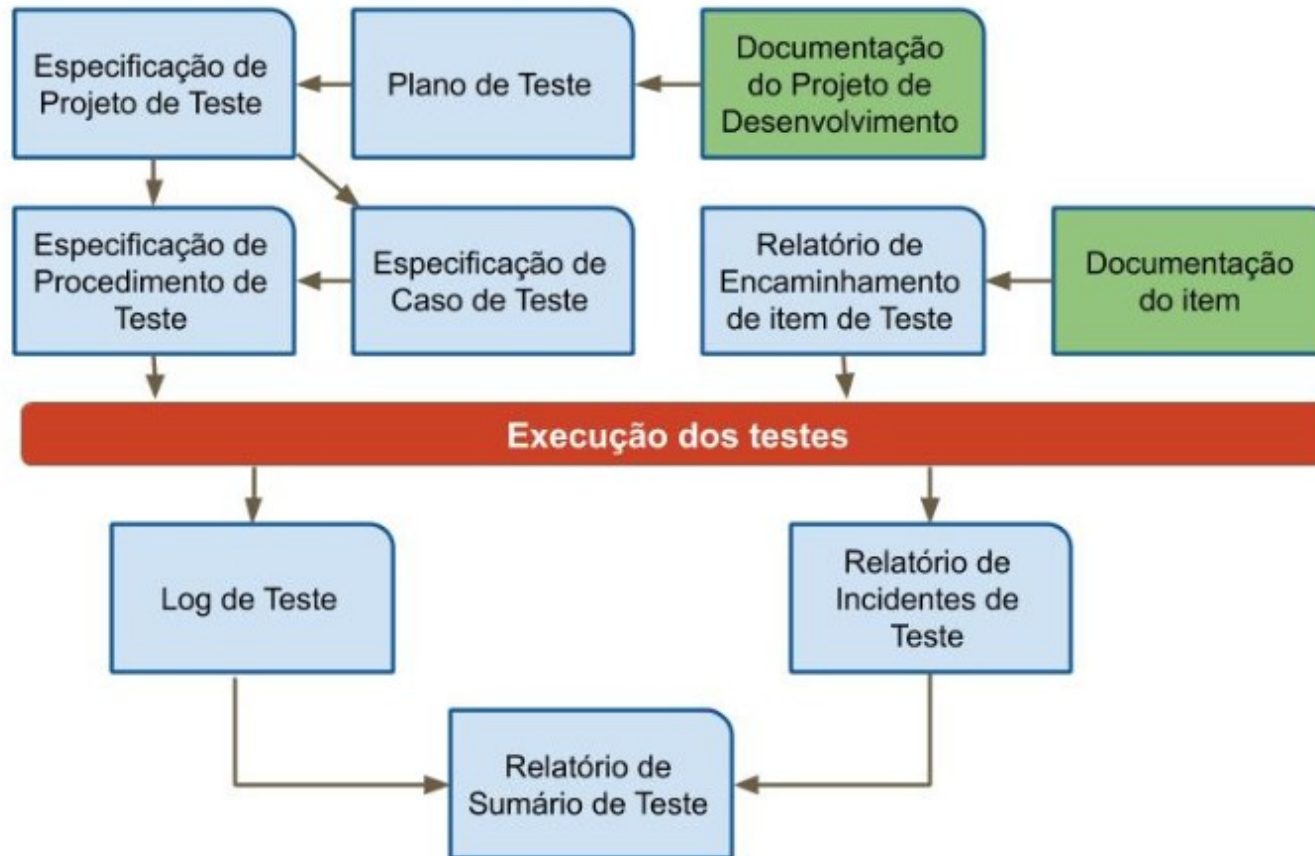 Especificação de
Projeto de Teste
Plano de Teste
Documentação
do Projeto de
Desenvolvimento
Especificação de
Procedimento de
Teste
Especificação de
Caso de Teste
Relatório de
Encaminhamento
de item de Teste
Documentação
do item
Execução dos testes
Log de Teste
Relatório de
Incidentes de
Teste
Relatório de
Sumário de Teste